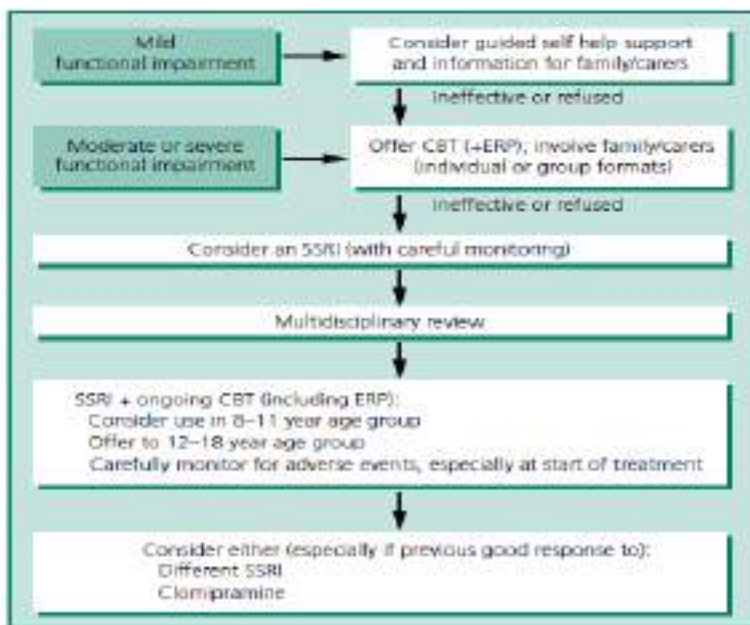 Mild
functional impairment
Consider guided self help support
and information for family/carers
Ineffective or refused
Moderate or severe
functional impairment
Offer CBT (+ERP), involve family/carers
(individual or group formats)
Ineffective or refused
Consider an SSRI (with careful monitoring)
Multidisciplinary review
SSRI + ongoing CBT (including ERP):
Consider use in 8–11 year age group
Offer to 12–18 year age group
Carefully monitor for adverse events, especially at start of treatment
Consider either (especially if previous good response to):
Different SSRI
Clomipramine